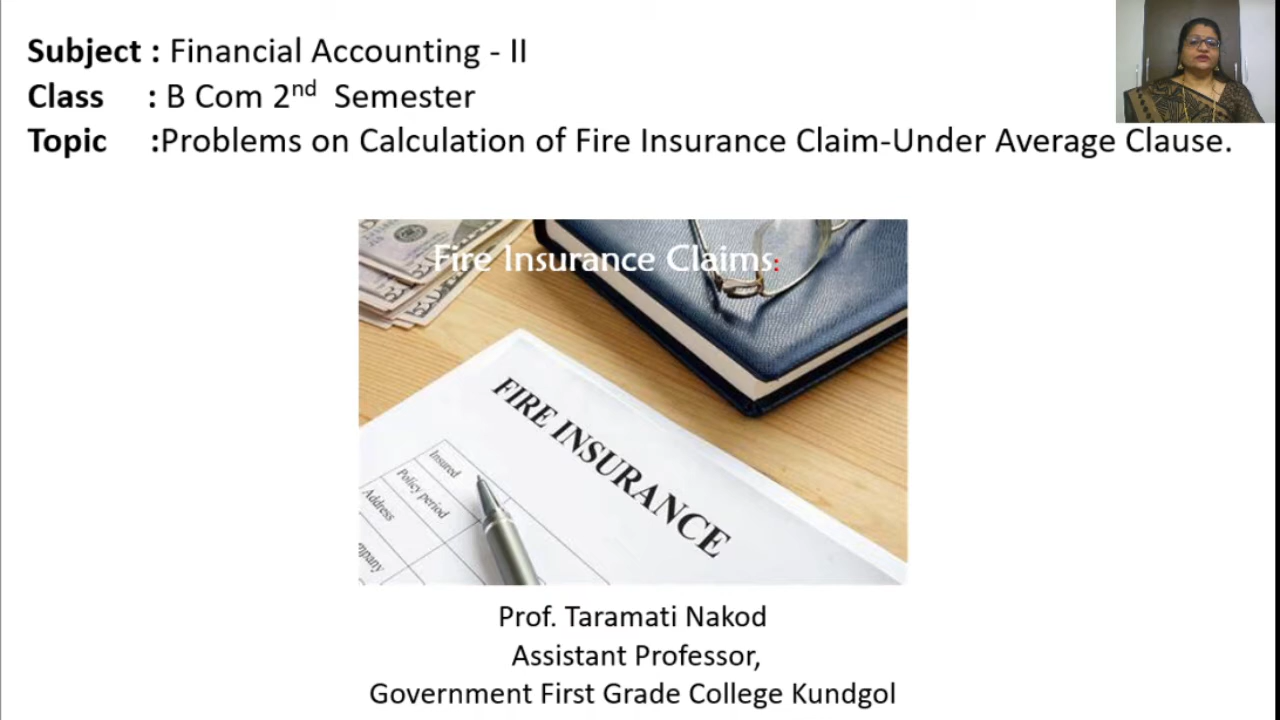 Subject : Financial Accounting - II
Class : B Com 2nd Semester
Topic :Problems on Calculation of Fire Insurance Claim-Under Average Clause.
Fire Insurance Claims:
FIRE INSURANCE
Insured
Policy period
Address
Prof. Taramati Nakod
Assistant Professor,
Government First Grade College Kundgol